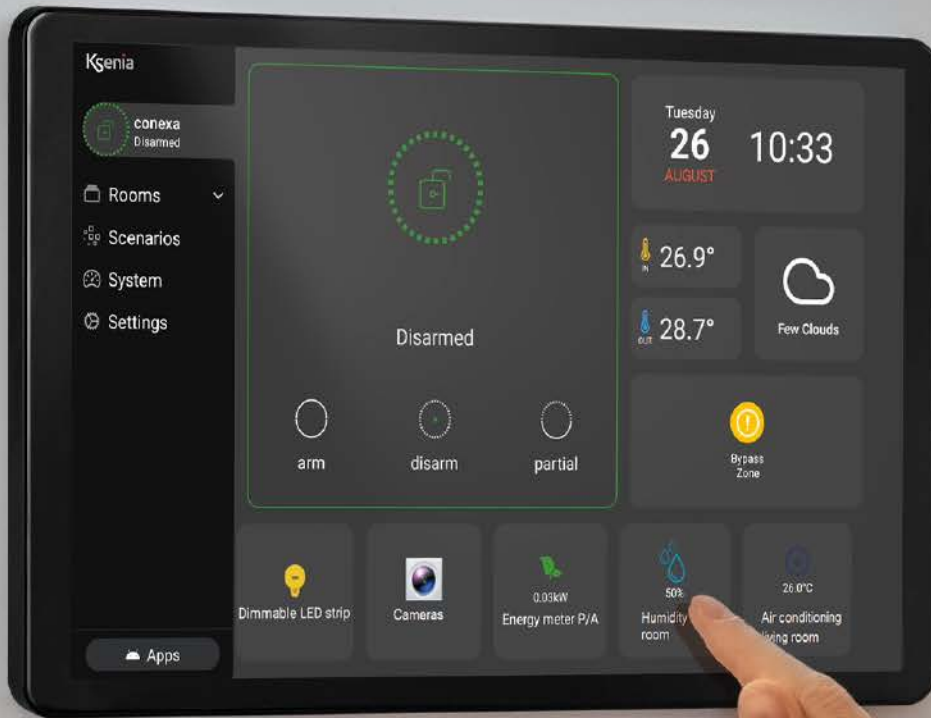 Ksenia
conexa
Disarmed
Rooms
Scenarios
System
Settings
Apps
Disarmed
arm
disarm
partial
Tuesday
26
AUGUST
10:33
IN
26.9°
OUT
28.7°
Few Clouds
Bypass
Zone
Dimmable LED strip
Cameras
0.03kW
Energy meter P/A
50%
Humidity
room
26.0°C
Air conditioning
living room